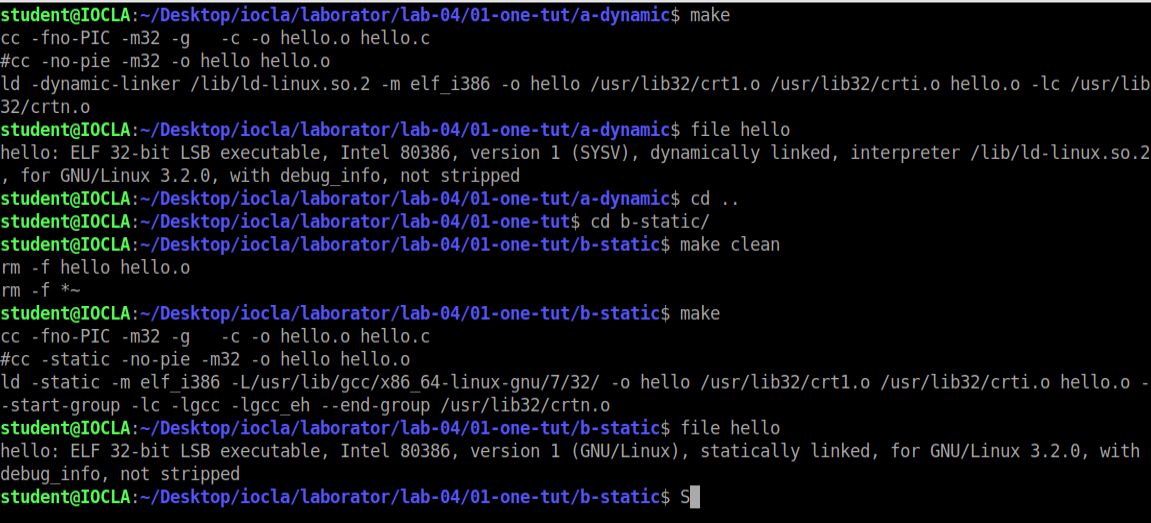 student@IOCLA:~/Desktop/iocla/laborator/lab-04/01-one-tut/a-dynamic$ make
cc -fno-PIC -m32 -g   -c -o hello.o hello.c
#cc -no-pie -m32 -o hello hello.o
ld -dynamic-linker /lib/ld-linux.so.2 -m elf_i386 -o hello /usr/lib32/crt1.o /usr/lib32/crti.o hello.o -lc /usr/lib
32/crtn.o
student@IOCLA:~/Desktop/iocla/laborator/lab-04/01-one-tut/a-dynamic$ file hello
hello: ELF 32-bit LSB executable, Intel 80386, version 1 (SYSV), dynamically linked, interpreter /lib/ld-linux.so.2
, for GNU/Linux 3.2.0, with debug_info, not stripped
student@IOCLA:~/Desktop/iocla/laborator/lab-04/01-one-tut/a-dynamic$ cd ..
student@IOCLA:~/Desktop/iocla/laborator/lab-04/01-one-tut$ cd b-static/
student@IOCLA:~/Desktop/iocla/laborator/lab-04/01-one-tut/b-static$ make clean
rm -f hello hello.o
rm -f *~
student@IOCLA:~/Desktop/iocla/laborator/lab-04/01-one-tut/b-static$ make
cc -fno-PIC -m32 -g   -c -o hello.o hello.c
#cc -static -no-pie -m32 -o hello hello.o
ld -static -m elf_i386 -L/usr/lib/gcc/x86_64-linux-gnu/7/32/ -o hello /usr/lib32/crt1.o /usr/lib32/crti.o hello.o -
-start-group -lc -lgcc -lgcc_eh --end-group /usr/lib32/crtn.o
student@IOCLA:~/Desktop/iocla/laborator/lab-04/01-one-tut/b-static$ file hello
hello: ELF 32-bit LSB executable, Intel 80386, version 1 (GNU/Linux), statically linked, for GNU/Linux 3.2.0, with
debug_info, not stripped
student@IOCLA:~/Desktop/iocla/laborator/lab-04/01-one-tut/b-static$ S